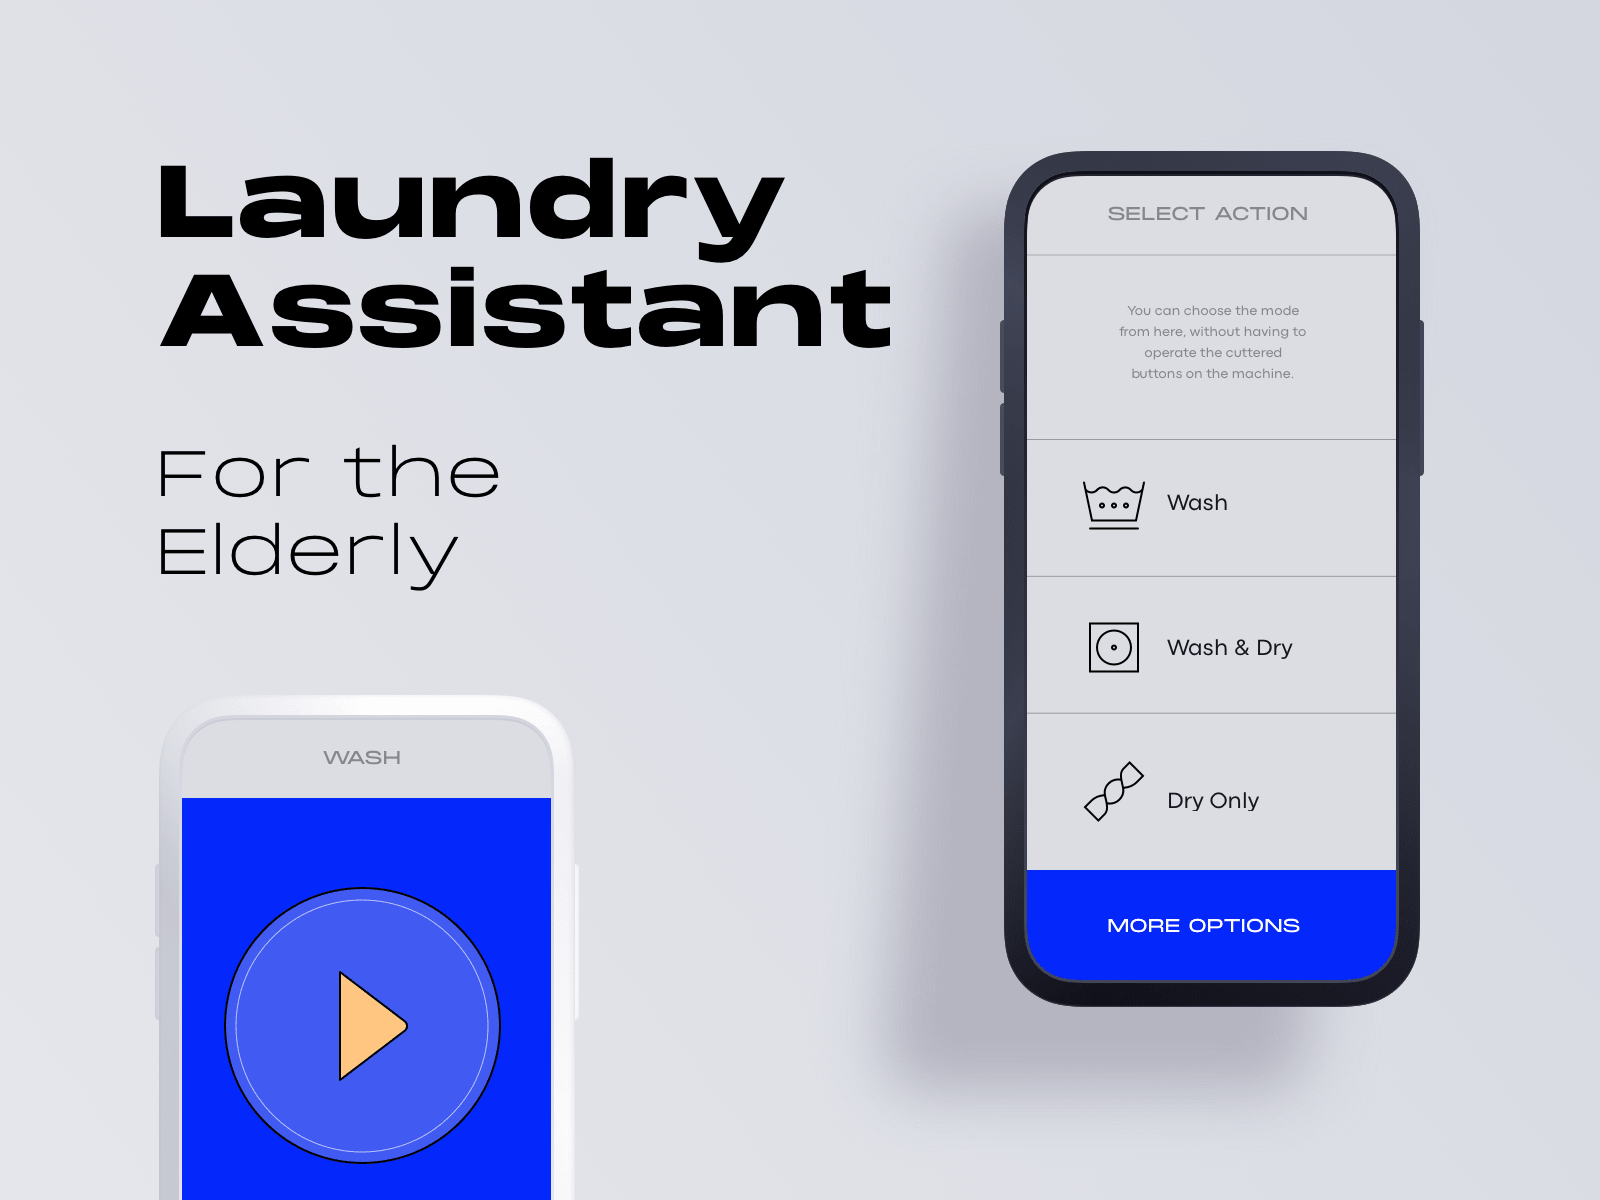 Laundry
Assistant
For the
Elderly
SELECT ACTION
You can choose the mode
from here, without having to
operate the cuttered
buttons on the machine.
Wash
Wash & Dry
Dry Only
MORE OPTIONS
WASH